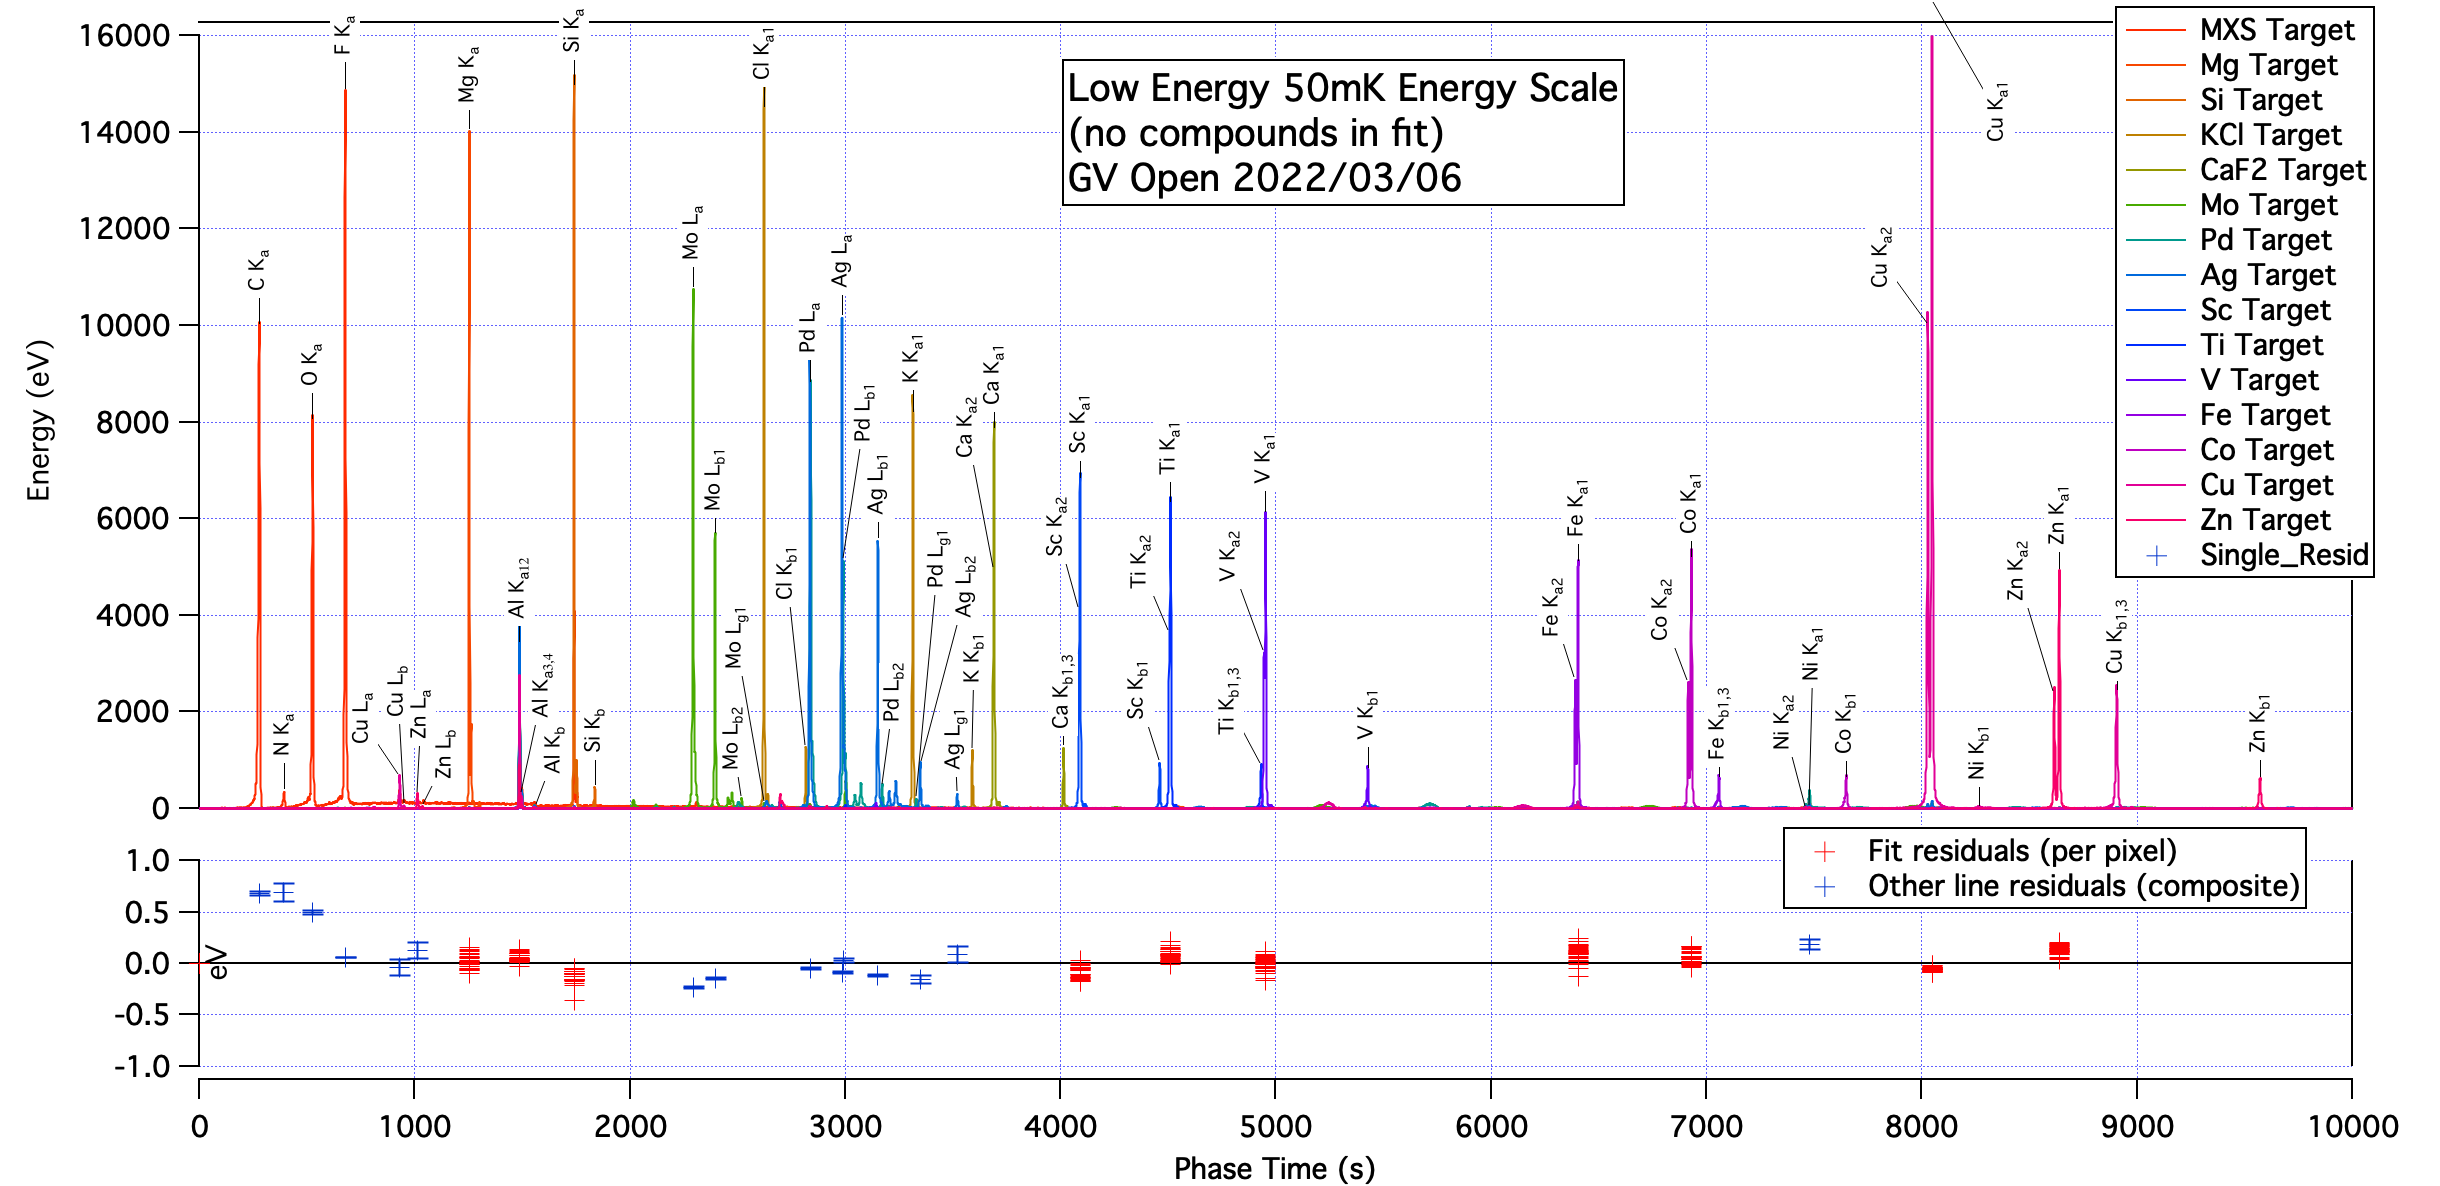 Low Energy 50mK Energy Scale
(no compounds in fit)
GV Open 2022/03/06
MXS Target
Mg Target
Si Target
KCl Target
CaF2 Target
Mo Target
Pd Target
Ag Target
Sc Target
Ti Target
V Target
Fe Target
Co Target
Cu Target
Zn Target
Single_Resid
Energy (eV)
16000
14000
12000
10000
8000
6000
4000
2000
0
C Ka
N Ka
O Ka
F Ka
Cu La
Cu Lb
Zn La
Zn Lb
Mg Ka
Al Ka12
Al Ka3,4
Al Kb
Si Ka
Si Kb
Mo La
Mo Lb1
Mo Lb2
Mo Lg1
Cl Ka1
Cl Kb1
Pd La
Ag La
Pd Lb1
Ag Lb1
Pd Lb2
K Ka1
Pd Lg1
Ag Lb2
Ag Lg1
K Kb1
Ca Ka2
Ca Ka1
Ca Kb1,3
Sc Ka2
Sc Ka1
Sc Kb1
Ti Ka2
Ti Ka1
Ti Kb1,3
V Ka2
V Ka1
V Kb1
Fe Ka2
Fe Ka1
Fe Kb1,3
Co Ka2
Co Ka1
Ni Ka2
Ni Ka1
Co Kb1
Cu Ka2
Cu Ka1
Ni Kb1
Zn Ka2
Zn Ka1
Cu Kb1,3
Zn Kb1
Fit residuals (per pixel)
Other line residuals (composite)
1.0
0.5
0.0
-0.5
-1.0
eV
0 1000 2000 3000 4000 5000 6000 7000 8000 9000 10000
Phase Time (s)